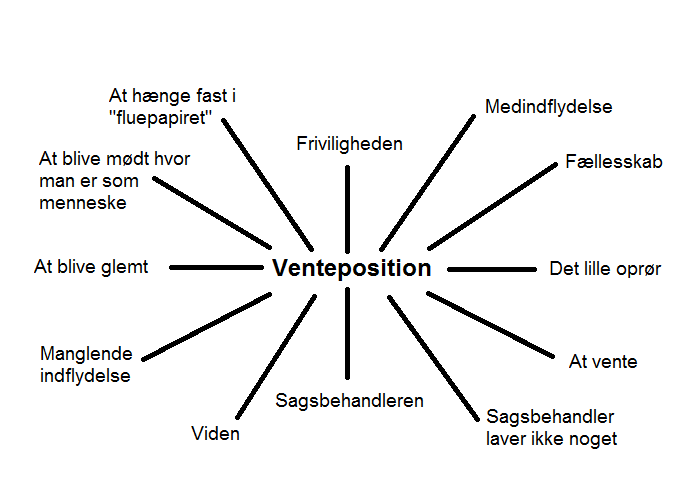 At hænge fast i
"fluepapiret"
Medindflydelse
Friviligheden
At blive mødt hvor
man er som
menneske
Fællesskab
At blive glemt
Venteposition
Det lille oprør
Manglende
indflydelse
At vente
Sagsbehandleren
Viden
Sagsbehandler
laver ikke noget